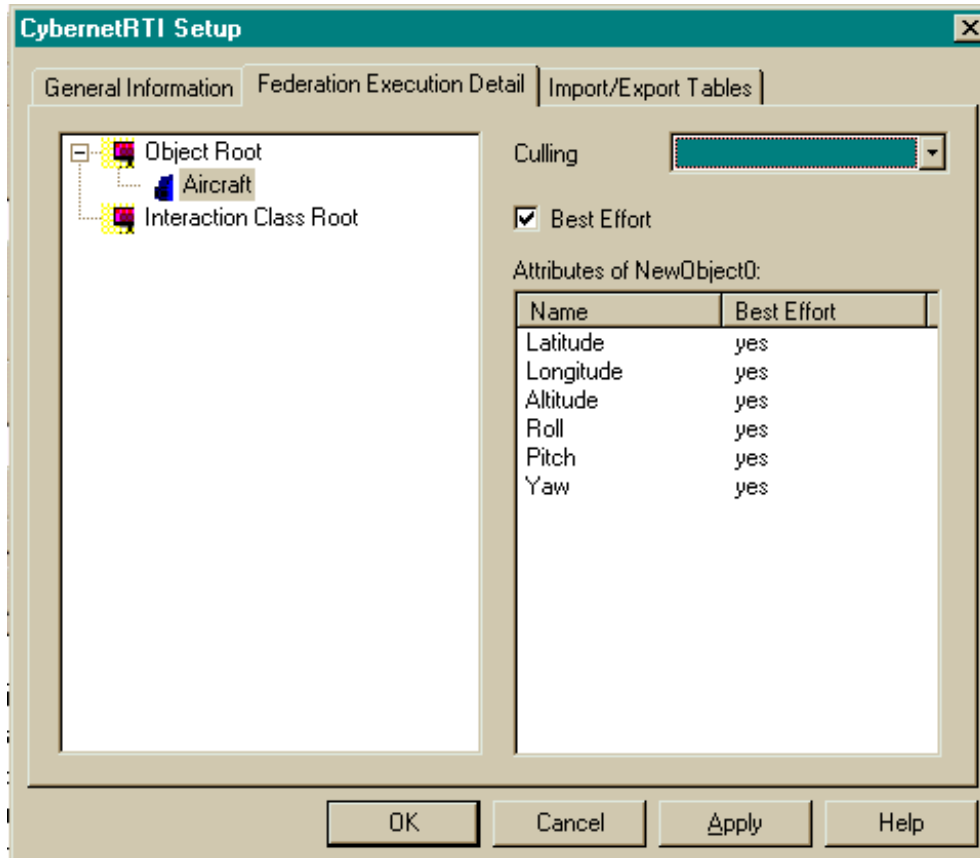 CybernetRTI Setup
General Information Federation Execution Detail Import/Export Tables
Object Root
Aircraft
Interaction Class Root
Culling
Best Effort
Attributes of NewObject0:
Name Best Effort
Latitude yes
Longitude yes
Altitude yes
Roll yes
Pitch yes
Yaw yes
OK Cancel Apply Help